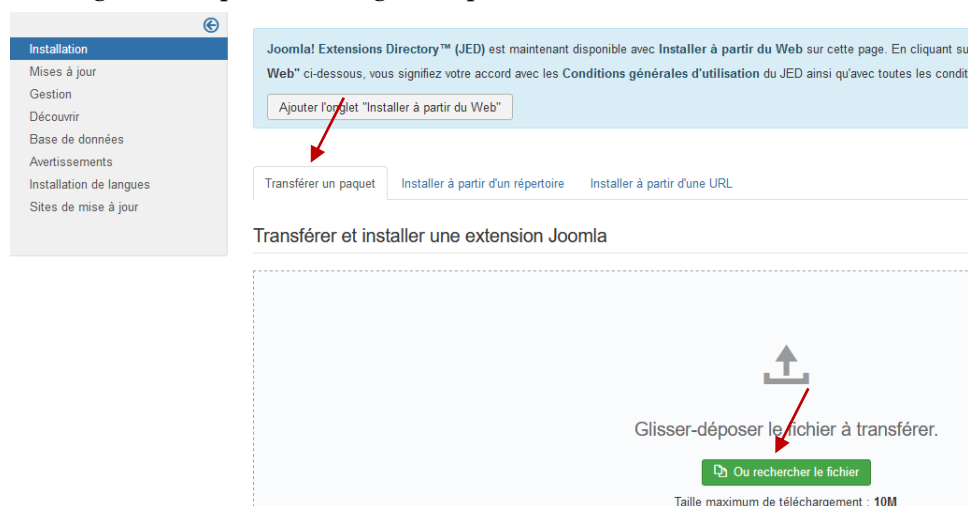 Installation
Mises à jour
Gestion
Découvrir
Base de données
Avertissements
Installation de langues
Sites de mise à jour
Joomla! Extensions Directory™ (JED) est maintenant disponible avec Installer à partir du Web sur cette page. En cliquant
Web" ci-dessous, vous signifiez votre accord avec les Conditions générales d'utilisation du JED ainsi qu'avec toutes les
Ajouter l'onglet "Installer à partir du Web"
Transférer un paquet Installer à partir d'un répertoire Installer à partir d'une URL
Transférer et installer une extension Joomla
Glisser-déposer le fichier à transférer.
Ou rechercher le fichier
Taille maximum de téléchargement : 10M